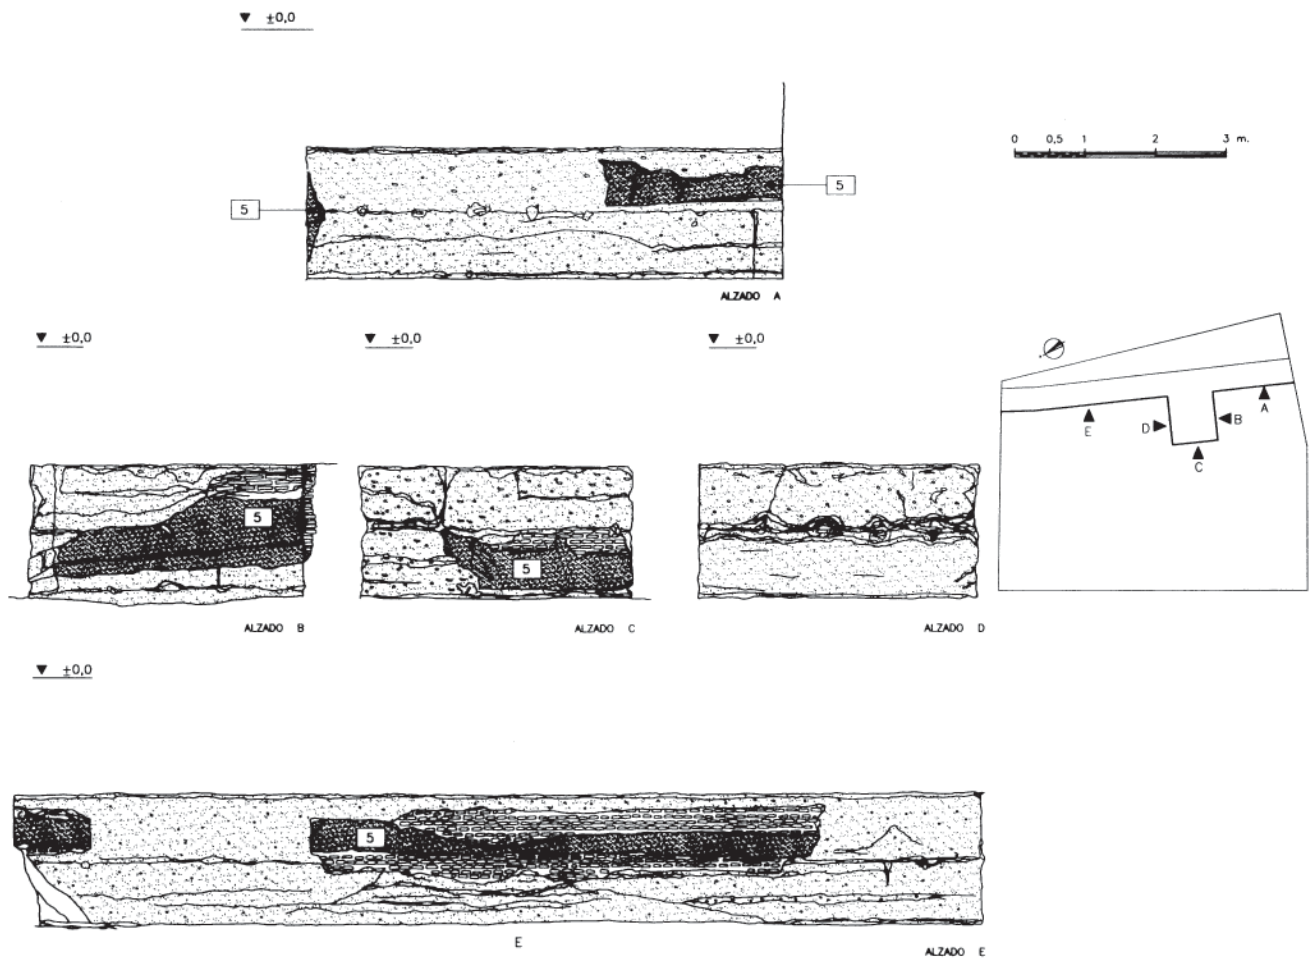 ▼ ±0,0
0 0,5 1 2 3 m.
5
5
ALZADO A
▼ ±0,0
▼ ±0,0
▼ ±0,0
5
5
ALZADO B
ALZADO C
ALZADO D
E
D
C
B
A
▼ ±0,0
5
E
ALZADO E